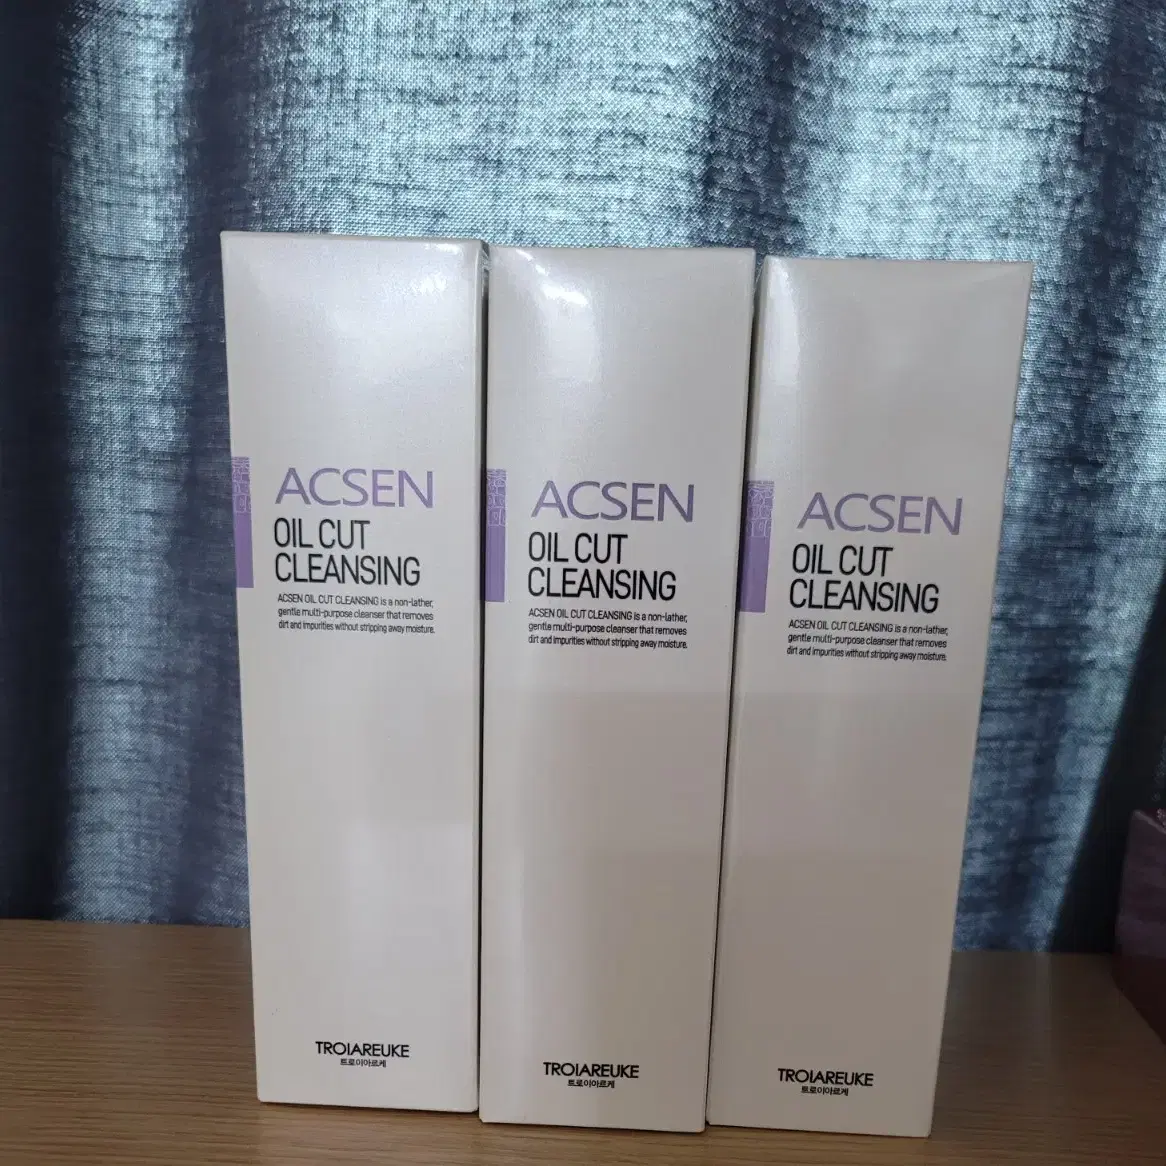 ACSEN
OIL CUT
CLEANSING
ACSEN OIL CUT CLEANSING is a non-lather,
gentle multi-purpose cleanser that removes
dirt and impurities without stripping away moisture.
TROIAREUKE
트로이아르케
ACSEN
OIL CUT
CLEANSING
ACSEN OIL CUT CLEANSING is a non-lather,
gentle multi-purpose cleanser that removes
dirt and impurities without stripping away moisture.
TROIAREUKE
트로이아르케
ACSEN
OIL CUT
CLEANSING
ACSEN OIL CUT CLEANSING is a non-lather,
gentle multi-purpose cleanser that removes
dirt and impurities without stripping away moisture.
TROIAREUKE
트로이아르케